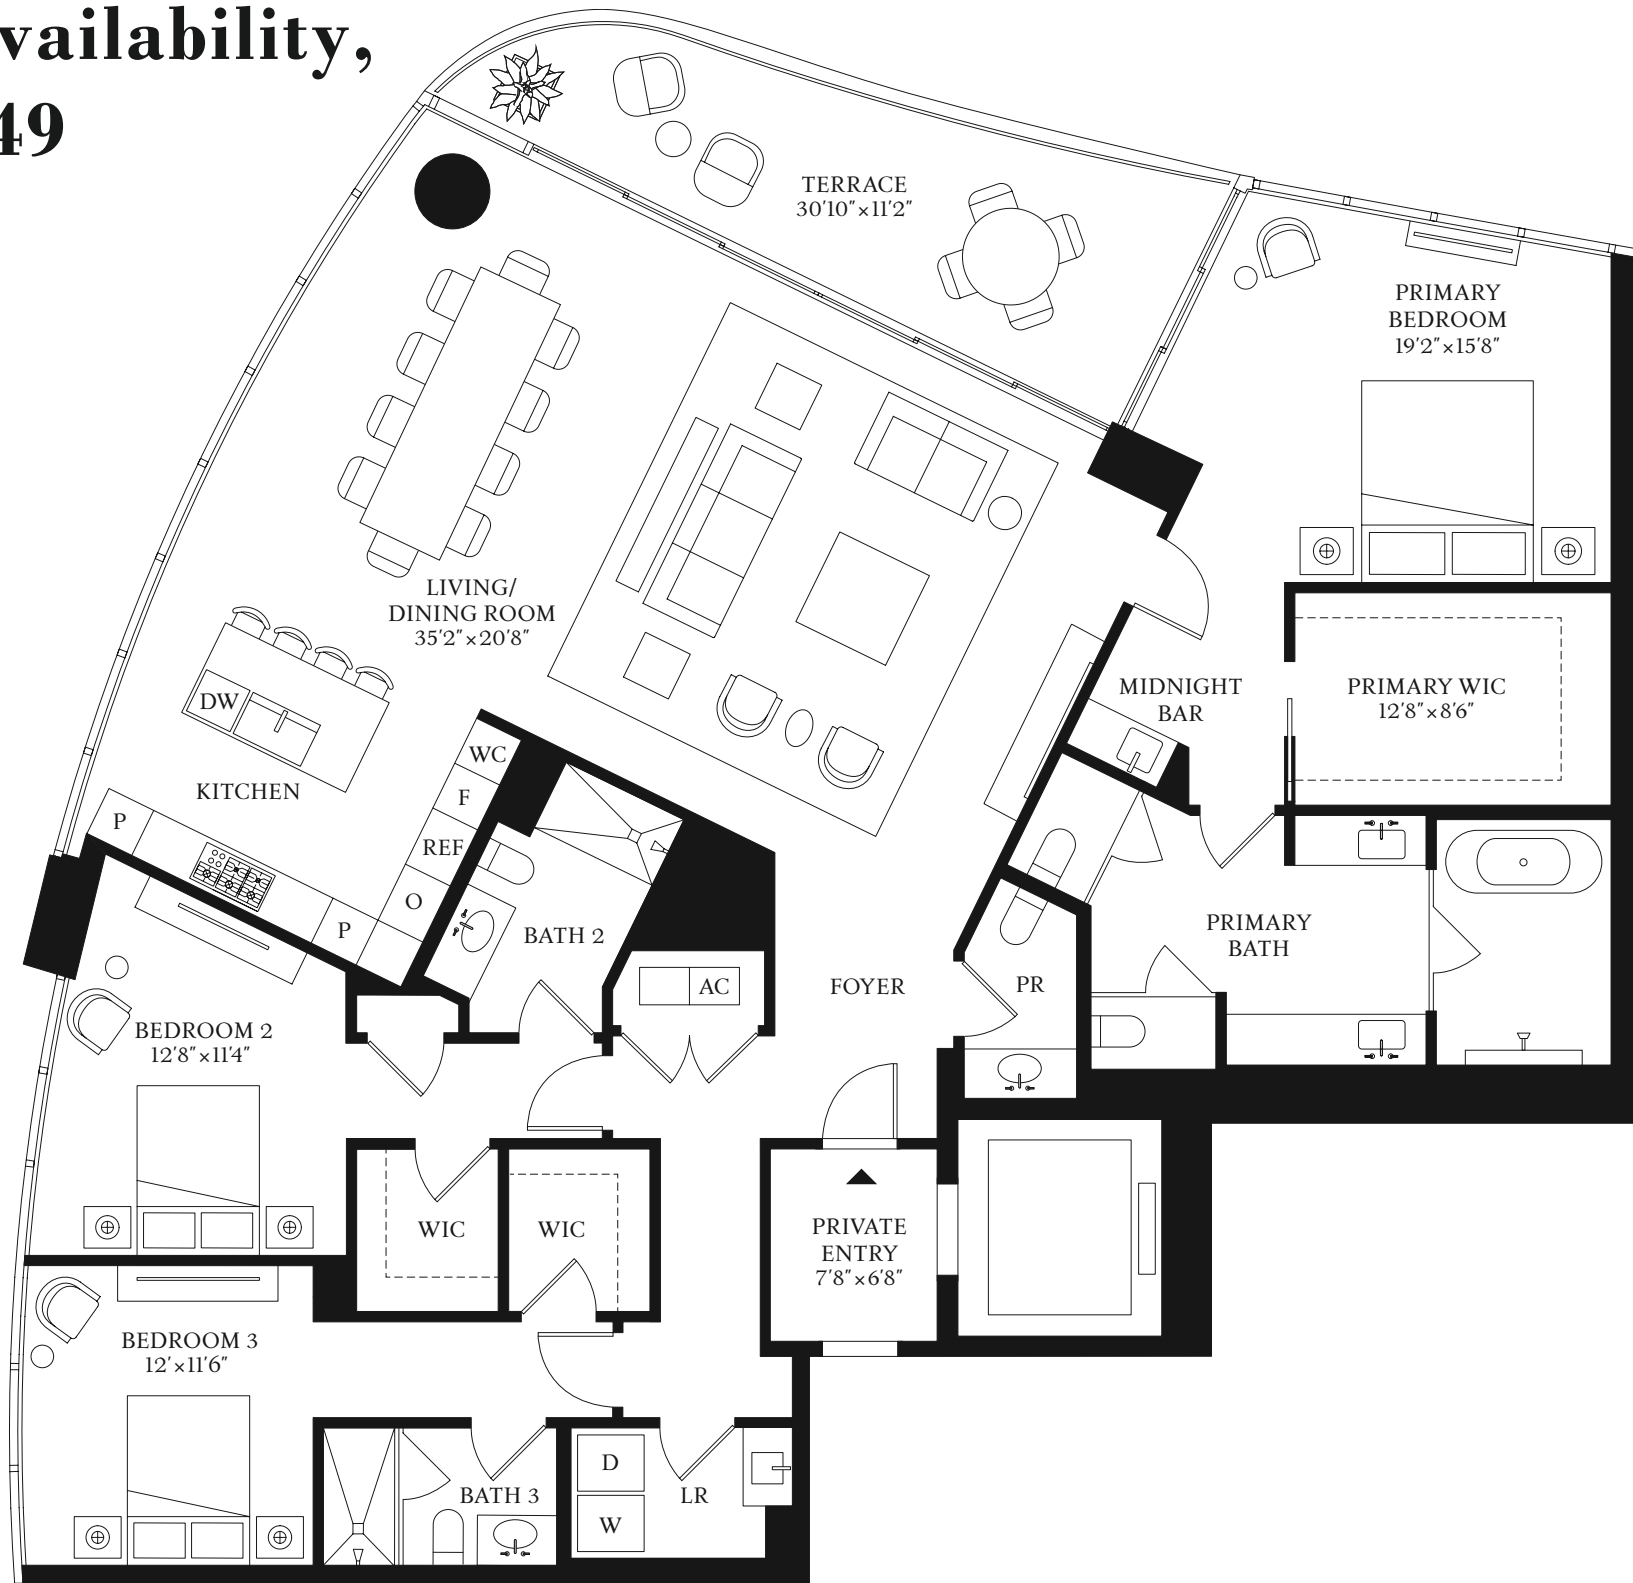 vailability,
49
TERRACE
30'10"×11'2"
PRIMARY
BEDROOM
19'2"×15'8"
LIVING/
DINING ROOM
35'2"×20'8"
MIDNIGHT
BAR
PRIMARY WIC
12'8"×8'6"
DW
WC
KITCHEN
F
P
REF
O
P
BATH 2
PRIMARY
BATH
AC
FOYER
PR
BEDROOM 2
12'8"×11'4"
WIC
WIC
PRIVATE
ENTRY
7'8"×6'8"
BEDROOM 3
12'×11'6"
D
BATH 3
LR
W